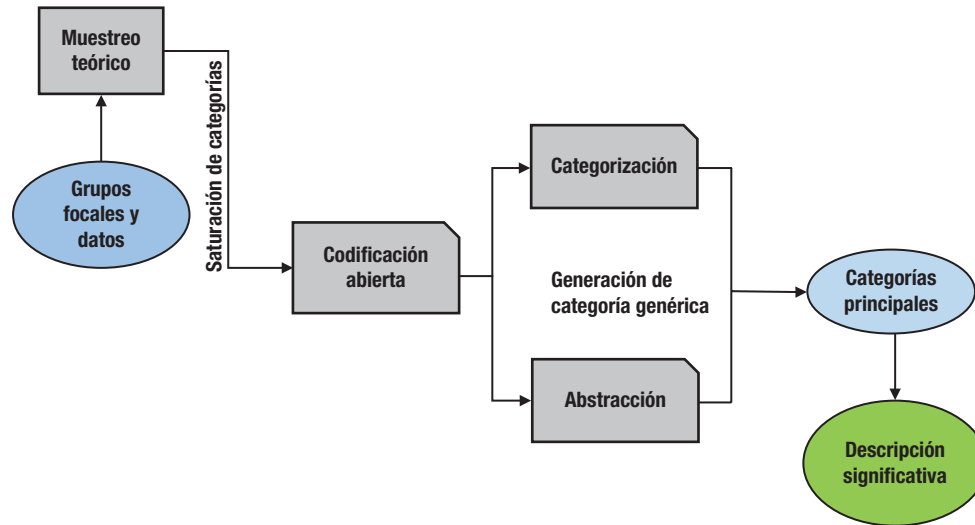 Muestreo
teórico
Grupos
focales y
datos
Saturación de categorías
Codificación
abierta
Categorización
Generación de
categoría genérica
Abstracción
Categorías
principales
Descripción
significativa